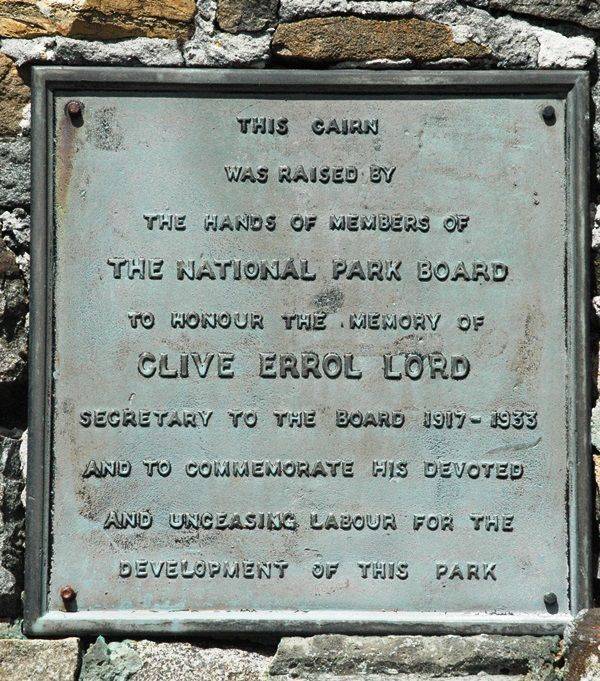 THIS CAIRN
WAS RAISED BY
THE HANDS OF MEMBERS OF
THE NATIONAL PARK BOARD
TO HONOUR THE MEMORY OF
CLIVE ERROL LORD
SECRETARY TO THE BOARD 1917-1933
AND TO COMMEMORATE HIS DEVOTED
AND UNCEASING LABOUR FOR THE
DEVELOPMENT OF THIS PARK